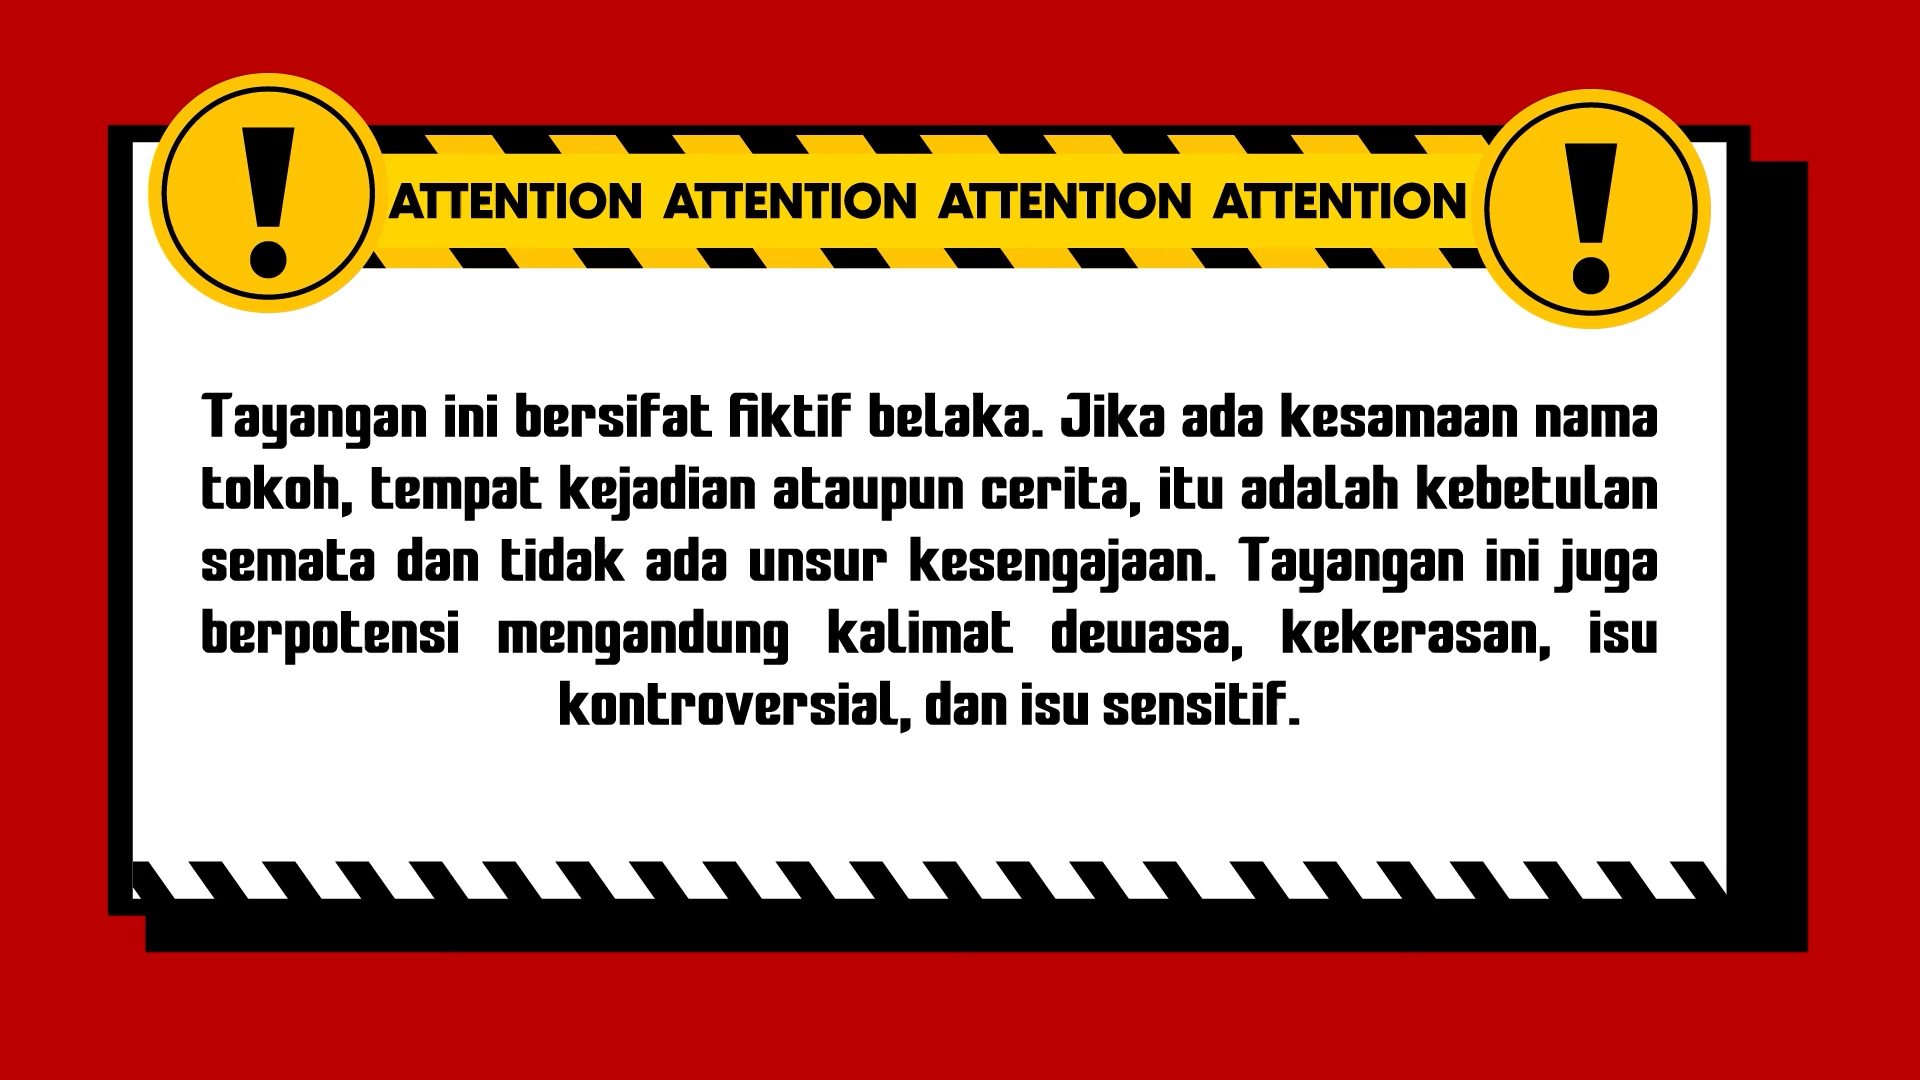 ATTENTION ATTENTION ATTENTION ATTENTION
Tayangan ini bersifat fiktif belaka. Jika ada kesamaan nama
tokoh, tempat kejadian ataupun cerita, itu adalah kebetulan
semata dan tidak ada unsur kesengajaan. Tayangan ini juga
berpotensi mengandung kalimat dewasa, kekerasan, isu
kontroversial, dan isu sensitif.